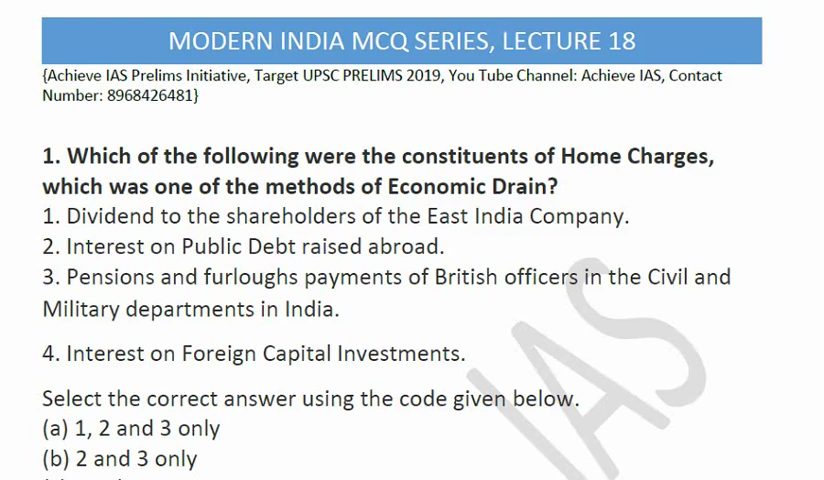 MODERN INDIA MCQ SERIES, LECTURE 18
{Achieve IAS Prelims Initiative, Target UPSC PRELIMS 2019, You Tube Channel: Achieve IAS, Contact
Number: 8968426481}
1. Which of the following were the constituents of Home Charges,
which was one of the methods of Economic Drain?
1. Dividend to the shareholders of the East India Company.
2. Interest on Public Debt raised abroad.
3. Pensions and furloughs payments of British officers in the Civil and
Military departments in India.
4. Interest on Foreign Capital Investments.
Select the correct answer using the code given below.
(a) 1, 2 and 3 only
(b) 2 and 3 only
IAS